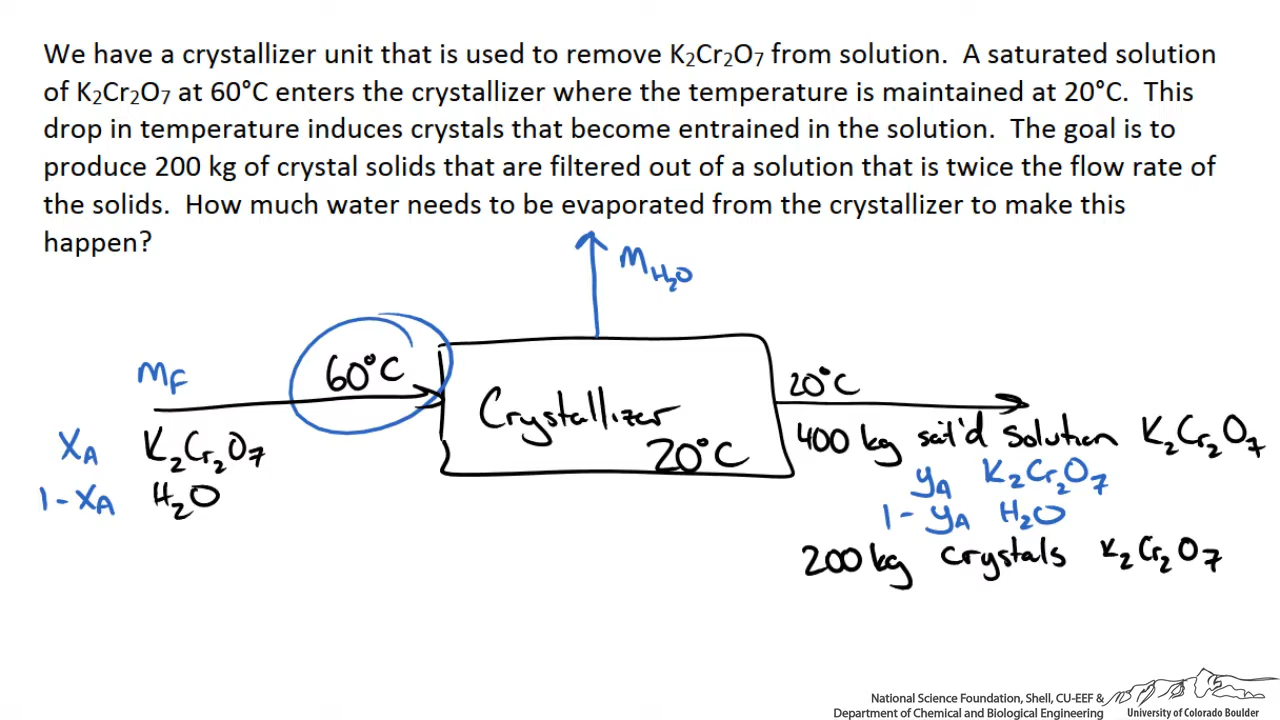 We have a crystallizer unit that is used to remove K₂Cr₂O₇ from solution. A saturated solution
of K₂Cr₂O₇ at 60°C enters the crystallizer where the temperature is maintained at 20°C. This
drop in temperature induces crystals that become entrained in the solution. The goal is to
produce 200 kg of crystal solids that are filtered out of a solution that is twice the flow rate of
the solids. How much water needs to be evaporated from the crystallizer to make this
happen?
M H₂O
MF
60°C
20°C
Crystallizer
20°C
XA K₂Cr₂O₇
1-XA H₂O
400 kg sat'd solution K₂Cr₂O₇
yA K₂Cr₂O₇
1-yA H₂O
200 kg crystals K₂Cr₂O₇
National Science Foundation, Shell, CU-EEF &
Department of Chemical and Biological Engineering
University of Colorado Boulder